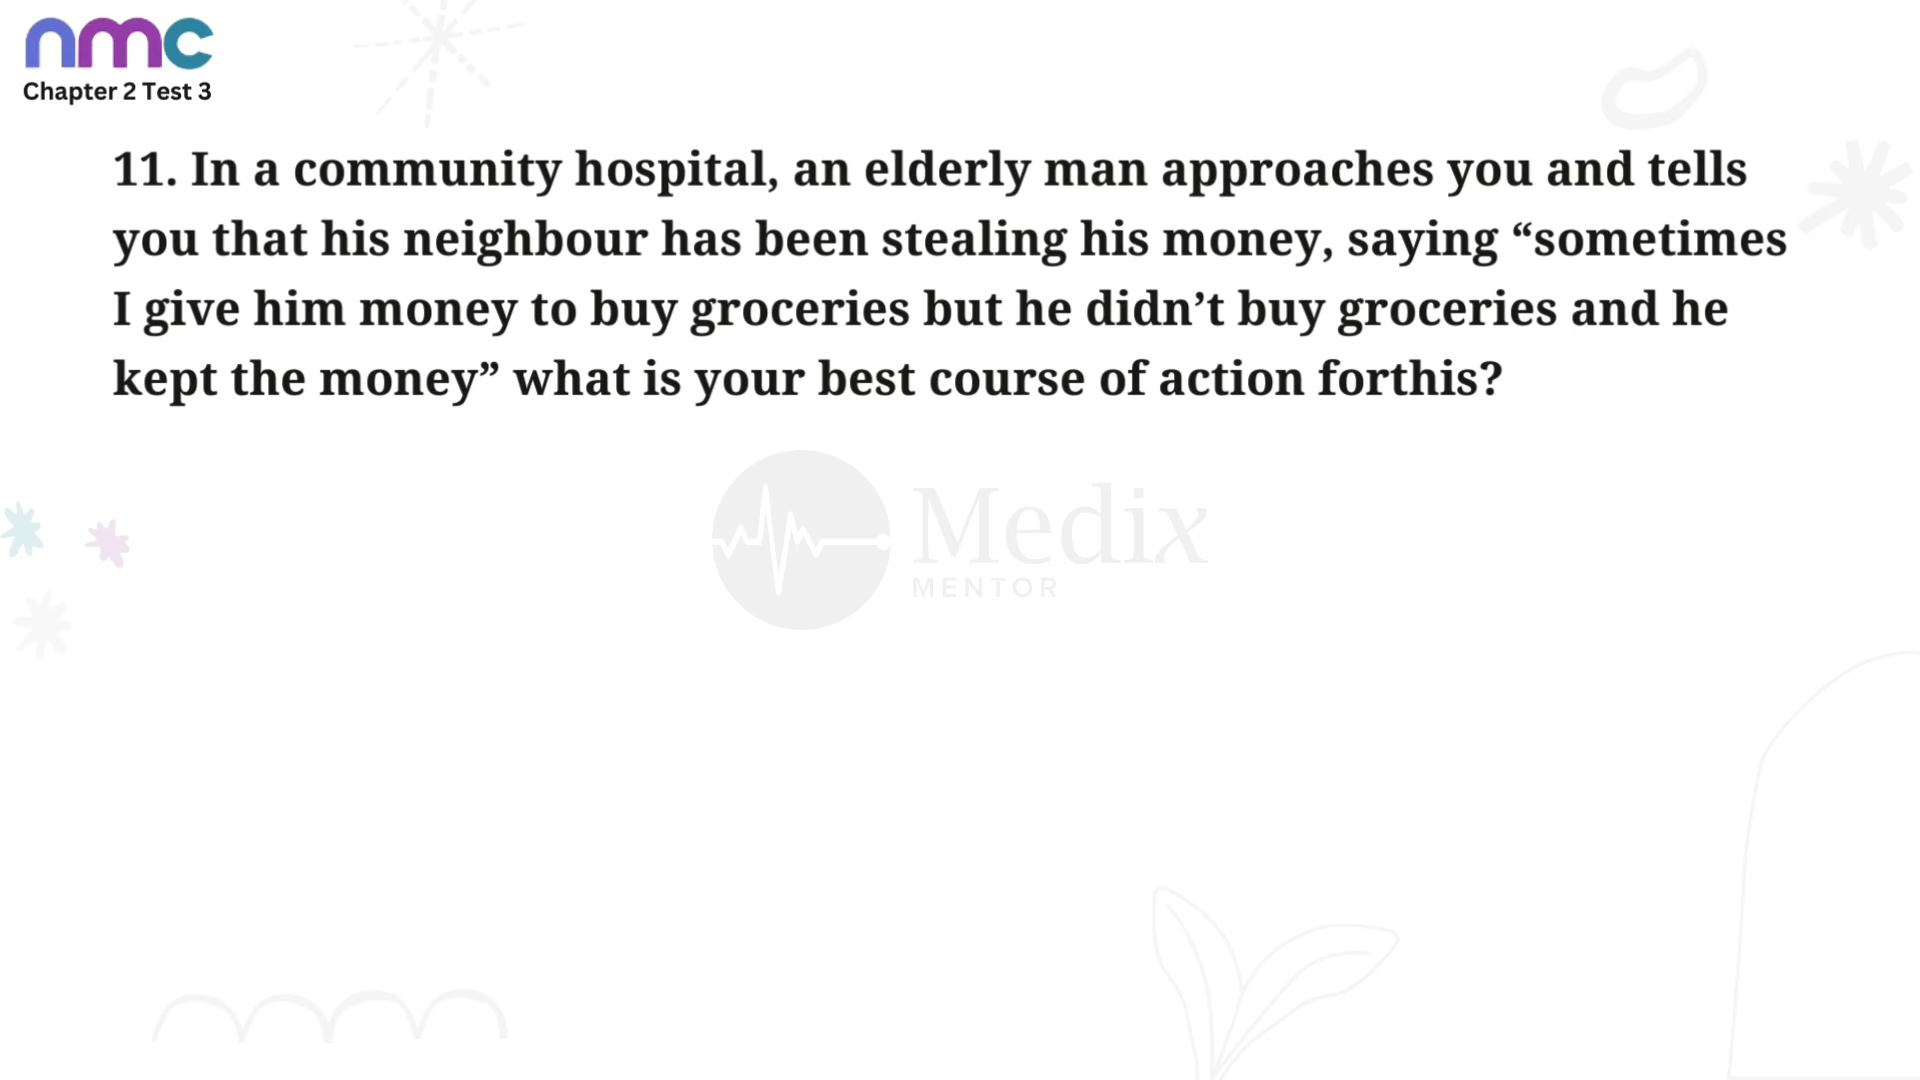 nmc
Chapter 2 Test 3
11. In a community hospital, an elderly man approaches you and tells
you that his neighbour has been stealing his money, saying “sometimes
I give him money to buy groceries but he didn’t buy groceries and he
kept the money” what is your best course of action forthis?
Medix
MENTOR